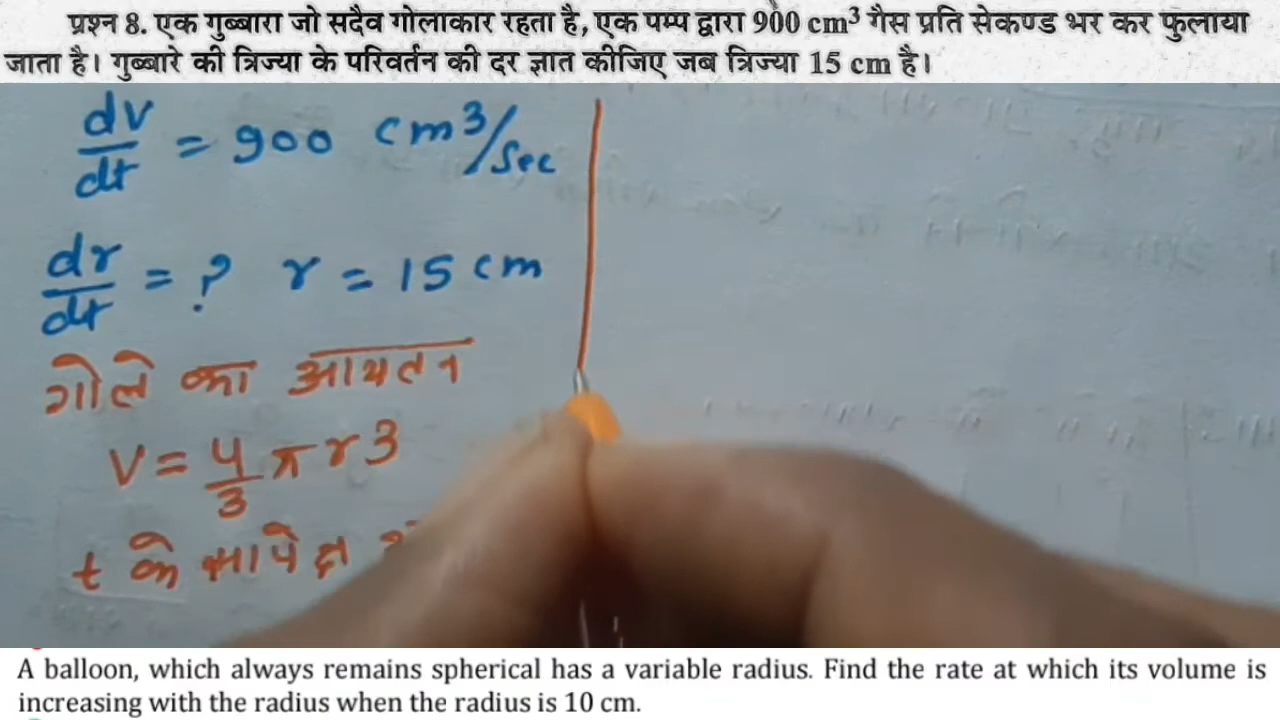 प्रश्न 8. एक गुब्बारा जो सदैव गोलाकार रहता है, एक पम्प द्वारा 900 cm³ गैस प्रति सेकण्ड भर कर फुलाया
जाता है। गुब्बारे की त्रिज्या के परिवर्तन की दर ज्ञात कीजिए जब त्रिज्या 15 cm है।
dv/dt = 900 cm³/sec
dr/dt = ? r = 15 cm
गोले का आयतन
V = 4/3 π r 3
t के सापेक्ष
A balloon, which always remains spherical has a variable radius. Find the rate at which its volume is
increasing with the radius when the radius is 10 cm.